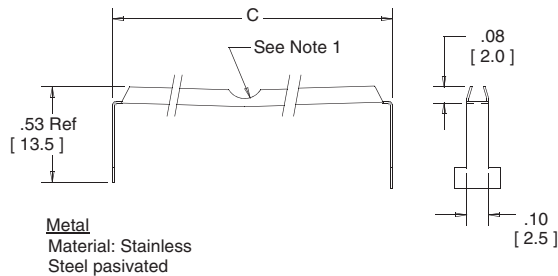 C
See Note 1
.08
[ 2.0 ]
.53 Ref
[ 13.5 ]
.10
[ 2.5 ]
Metal
Material: Stainless
Steel pasivated